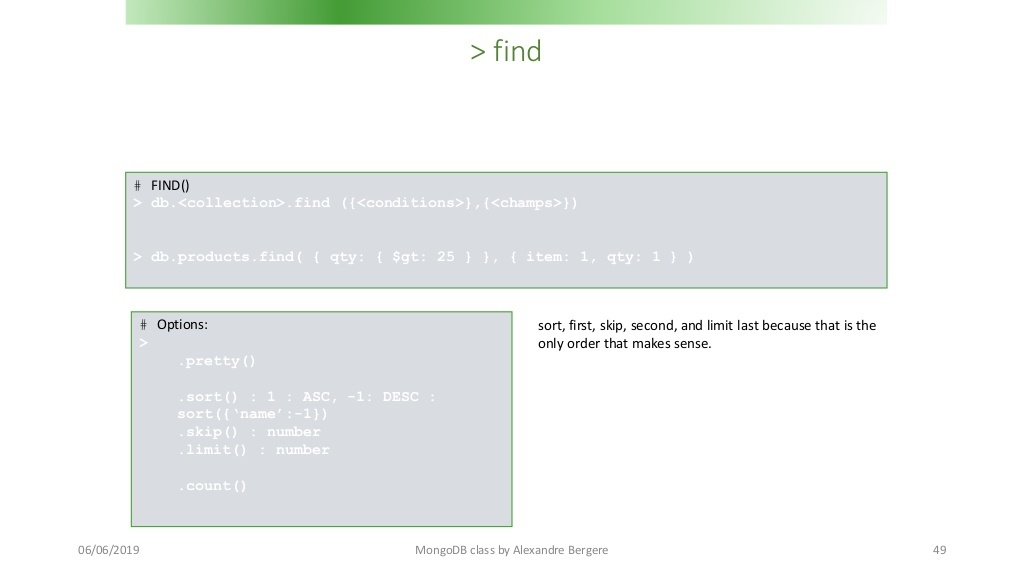 > find
# FIND()
> db.<collection>.find ({<conditions>},{<champs>})
> db.products.find( { qty: { $gt: 25 } }, { item: 1, qty: 1 } )
# Options:
>
.pretty()
.sort() : 1 : ASC, -1: DESC :
sort({‘name’:-1})
.skip() : number
.limit() : number
.count()
sort, first, skip, second, and limit last because that is the
only order that makes sense.
06/06/2019
MongoDB class by Alexandre Bergere
49